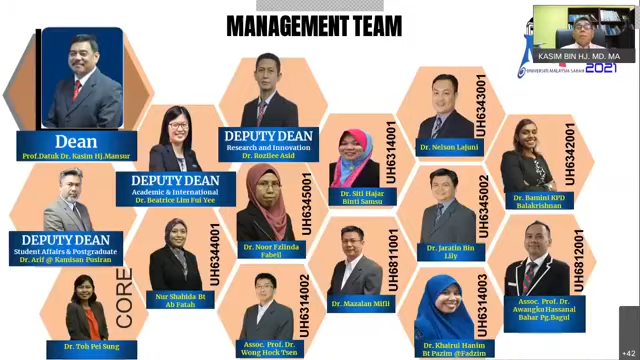 MANAGEMENT TEAM
KASIM BIN HJ. MD. MA
UNIVERSITI MALAYSIA SABAH
2021
Dean
Prof.Datuk Dr. Kasim Hj.Mansur
DEPUTY DEAN
Research and Innovation
Dr. Rozilee Asid
DEPUTY DEAN
Academic & International
Dr. Beatrice Lim Fui Yee
UH6314001
Dr. Siti Hajar
Binti Samsu
UH6343001
Dr. Nelson Lajuni
UH6342001
Dr. Bamini KPD
Balakrishnan
DEPUTY DEAN
Student Affairs & Postgraduate
Dr. Arif @ Kamisan Pusiran
UH6344001
Nur Shahida Bt
Ab Fatah
UH6345001
Dr. Noor Fzlinda
Fabeil
UH6811001
Dr. Mazalan Mifli
UH6345002
Dr. Jaratin Bin
Lily
UH6812001
Assoc. Prof. Dr.
Awangku Hassanal
Bahar Pg.Bagul
CORE
Dr. Toh Pei Sung
UH6314002
Assoc. Prof. Dr.
Wong Hock Tsen
UH6314003
Dr. Khairul Hanim
Bt Pazim @Fadzim
+42